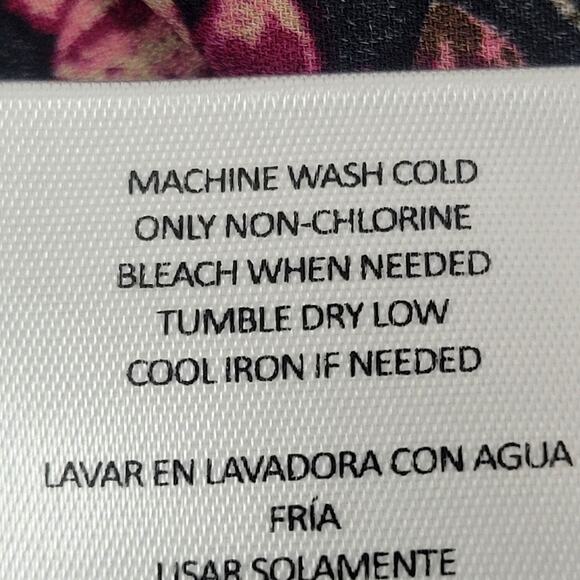 MACHINE WASH COLD
ONLY NON-CHLORINE
BLEACH WHEN NEEDED
TUMBLE DRY LOW
COOL IRON IF NEEDED
LAVAR EN LAVADORA CON AGUA
FRÍA
USAR SOLAMENTE